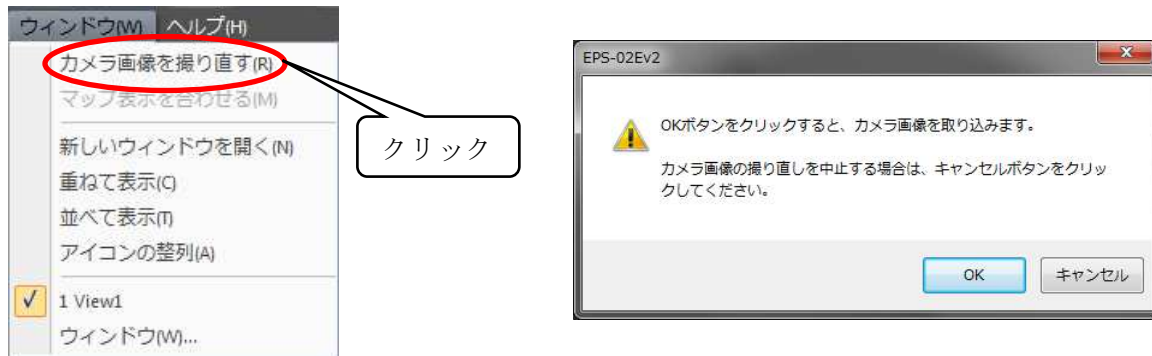 ウィンドウ(W) ヘルプ(H)
カメラ画像を撮り直す(R)
マップ表示を合わせる(M)
新しいウィンドウを開く(N)
重ねて表示(C)
並べて表示(T)
アイコンの整列(A)
1 View1
ウィンドウ(W)...
クリック
EPS-02Ev2
OKボタンをクリックすると、カメラ画像を取り込みます。
カメラ画像の撮り直しを中止する場合は、キャンセルボタンをクリッ
クしてください。
OK キャンセル